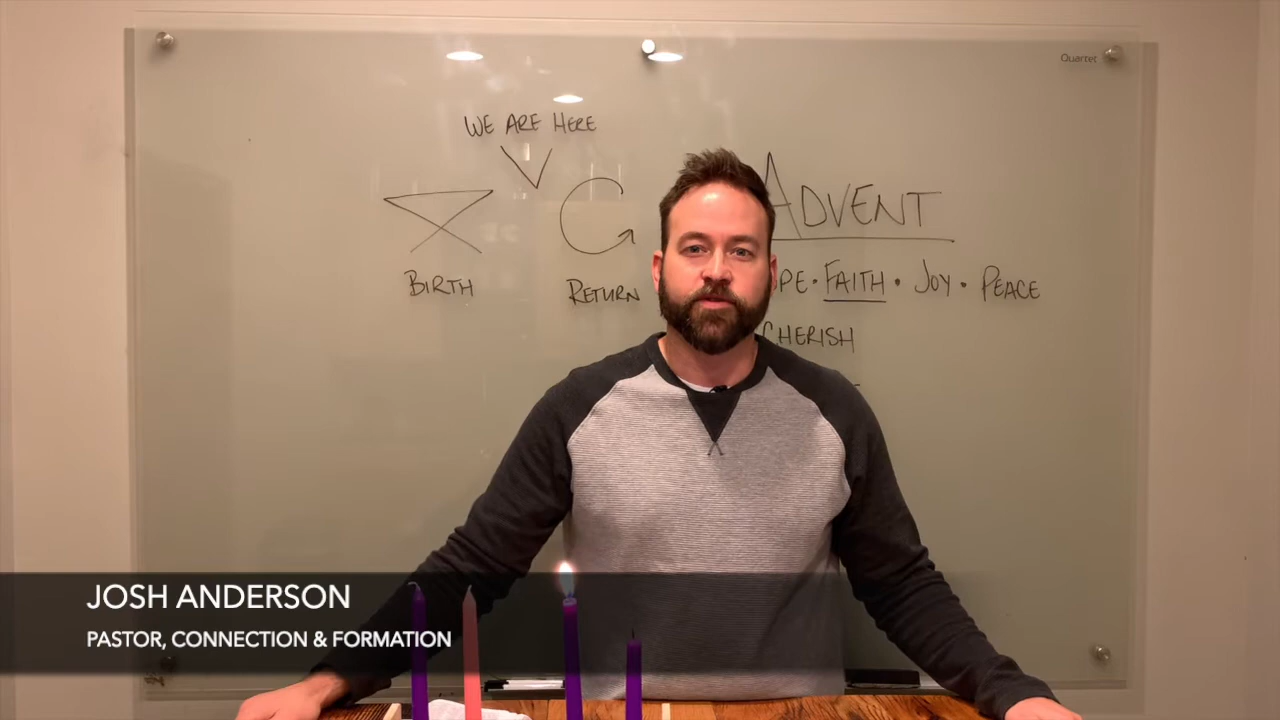 Quartet
WE ARE HERE
ADVENT
BIRTH
RETURN
PE · FAITH · JOY · PEACE
CHERISH
JOSH ANDERSON
PASTOR, CONNECTION & FORMATION